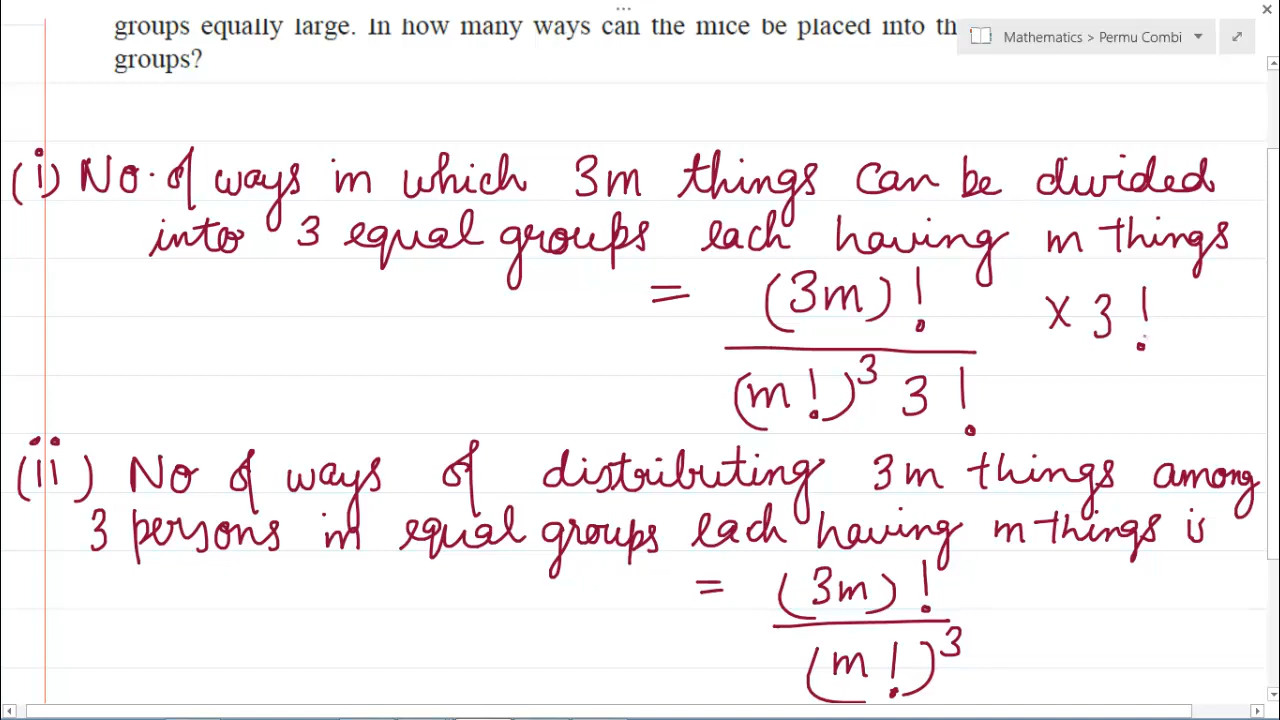 groups equally large. In how many ways can the mice be placed into th
Mathematics > Permu Combi
groups?
(i) No. of ways in which 3m things can be divided
into 3 equal groups each having m things
= (3m)! / (m!)³ 3! × 3!
(ii) No of ways of distributing 3m things among
3 persons in equal groups each having m things is
= (3m)! / (m!)³